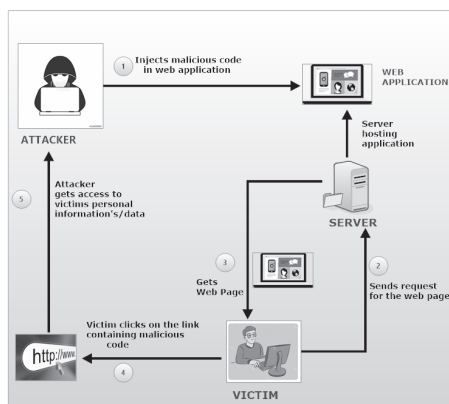 1
Injects malicious code
in web application
WEB
APPLICATION
ATTACKER
Server
hosting
application
5
Attacker
gets access to
victims personal
information's/data
SERVER
3
2
Gets
Web Page
Sends request
for the web page
Victim clicks on the link
containing malicious
code
http://www.
4
VICTIM